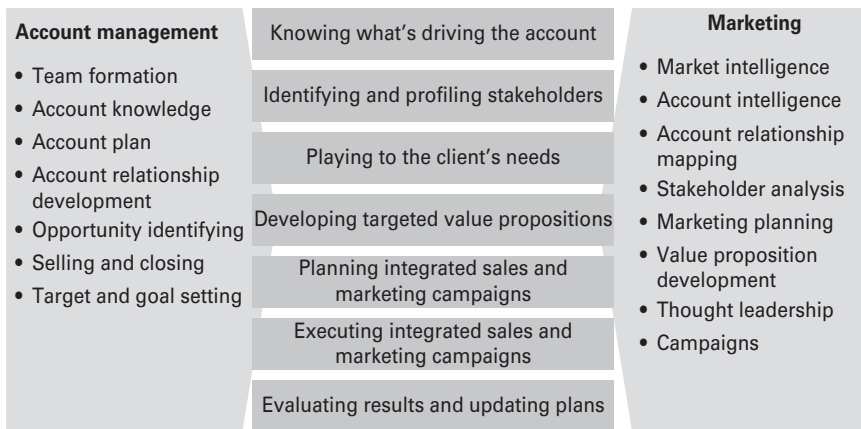 Account management
• Team formation
• Account knowledge
• Account plan
• Account relationship
development
• Opportunity identifying
• Selling and closing
• Target and goal setting
Knowing what's driving the account
Identifying and profiling stakeholders
Playing to the client's needs
Developing targeted value propositions
Planning integrated sales and
marketing campaigns
Executing integrated sales and
marketing campaigns
Evaluating results and updating plans
Marketing
• Market intelligence
• Account intelligence
• Account relationship
mapping
• Stakeholder analysis
• Marketing planning
• Value proposition
development
• Thought leadership
• Campaigns